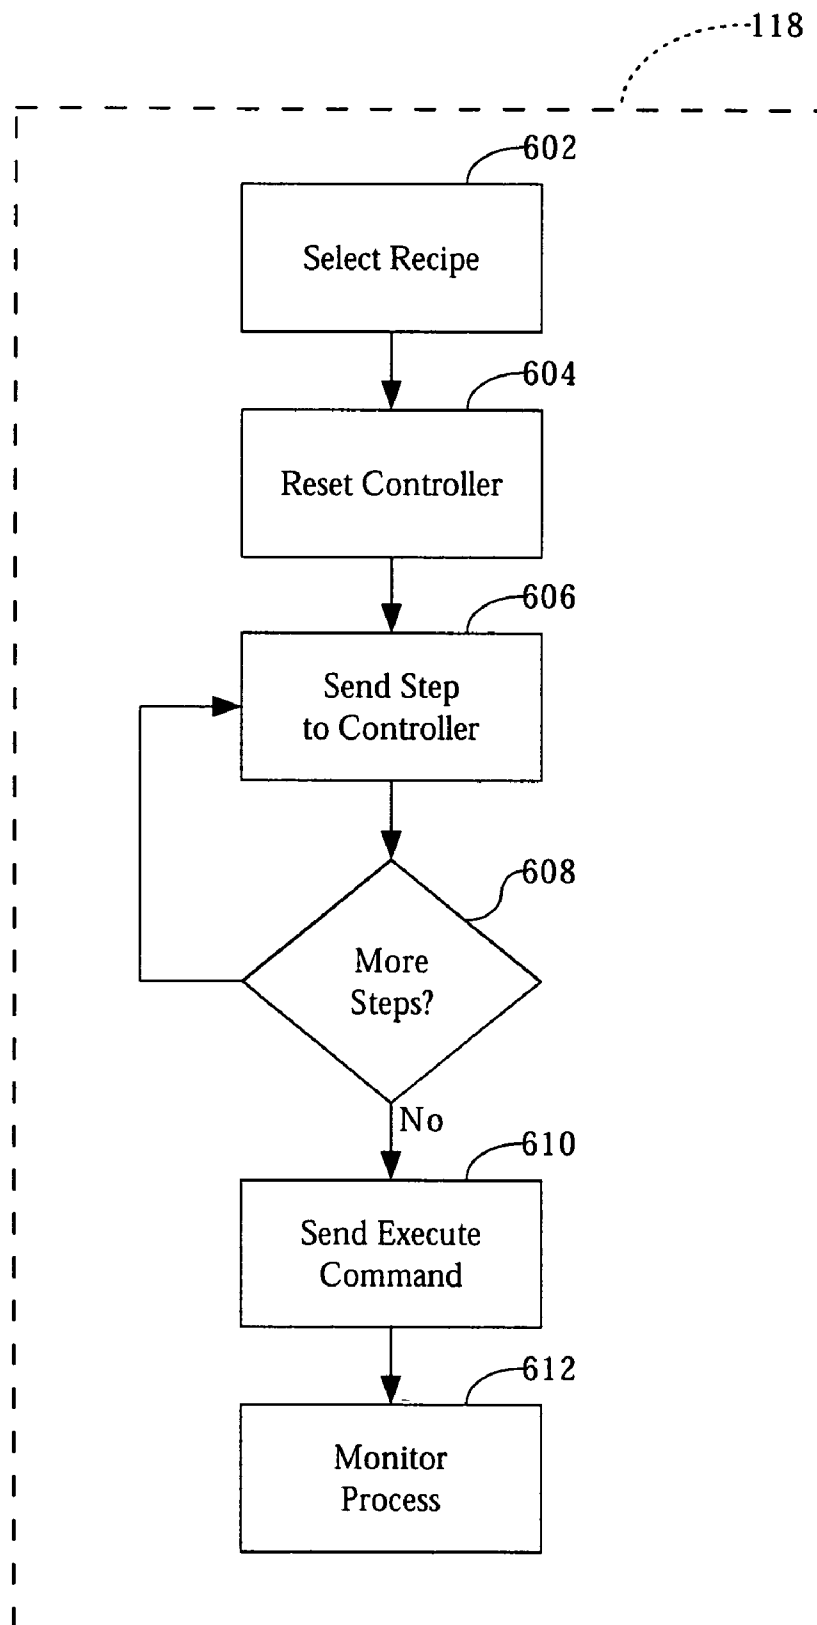 118
602
Select Recipe
604
Reset Controller
606
Send Step
to Controller
608
More
Steps?
No
610
Send Execute
Command
612
Monitor
Process